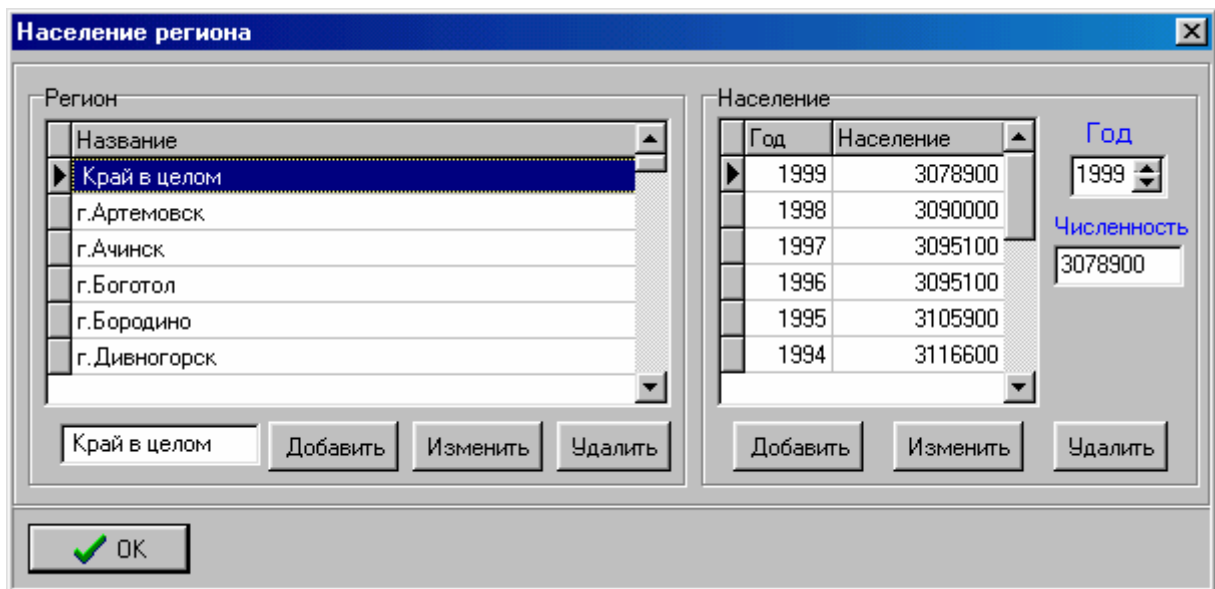 Население региона
Регион
Название
Край в целом
г.Артемовск
г.Ачинск
г.Боготол
г.Бородино
г.Дивногорск
Край в целом
Добавить
Изменить
Удалить
Население
Год Население
1999 3078900
1998 3090000
1997 3095100
1996 3095100
1995 3105900
1994 3116600
Год
1999
Численность
3078900
Добавить
Изменить
Удалить
OK